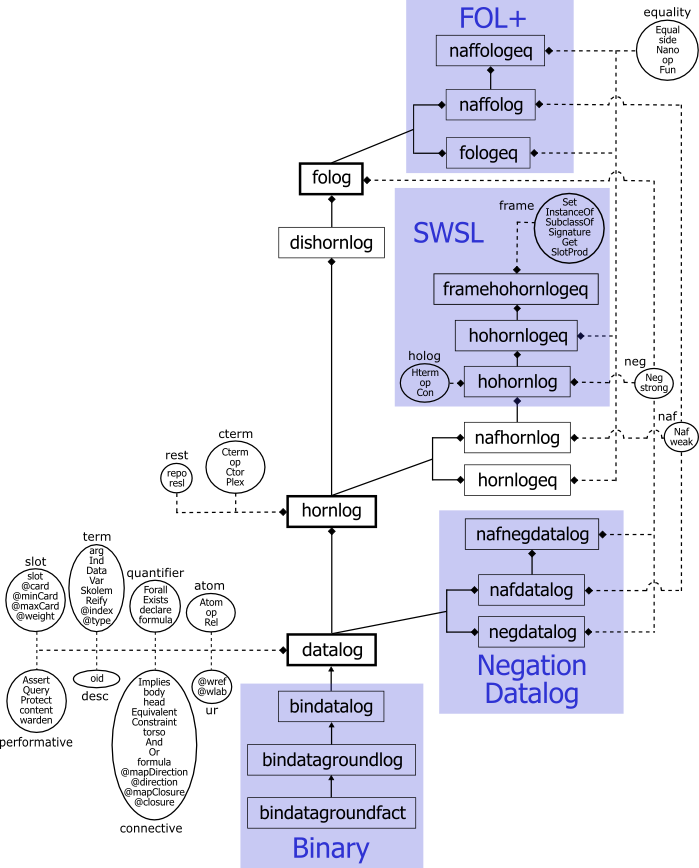 FOL+
equality
naffologeq
Equal
side
Nano
op
Fun
naffolog
fologeq
folog
dishornlog
SWSL
frame
Set
InstanceOf
SubclassOf
Signature
Get
SlotProd
framehohornlogeq
hohornlogeq
holog
Hterm
op
Con
hohornlog
neg
Neg
strong
naf
Naf
weak
nafhornlog
hornlogeq
rest
repo
resl
cterm
Cterm
op
Ctor
Plex
hornlog
nafnegdatalog
nafdatalog
negdatalog
Negation
Datalog
slot
slot
@card
@minCard
@maxCard
@weight
term
arg
Ind
Data
Var
Skolem
Reify
@index
@type
quantifier
Forall
Exists
declare
formula
atom
Atom
op
Rel
datalog
Assert
Query
Protect
content
warden
performative
oid
desc
Implies
body
head
Equivalent
Constraint
torso
And
Or
formula
@mapDirection
@direction
@mapClosure
@closure
connective
@wref
@wlab
ur
bindatalog
bindatagroundlog
bindatagroundfact
Binary